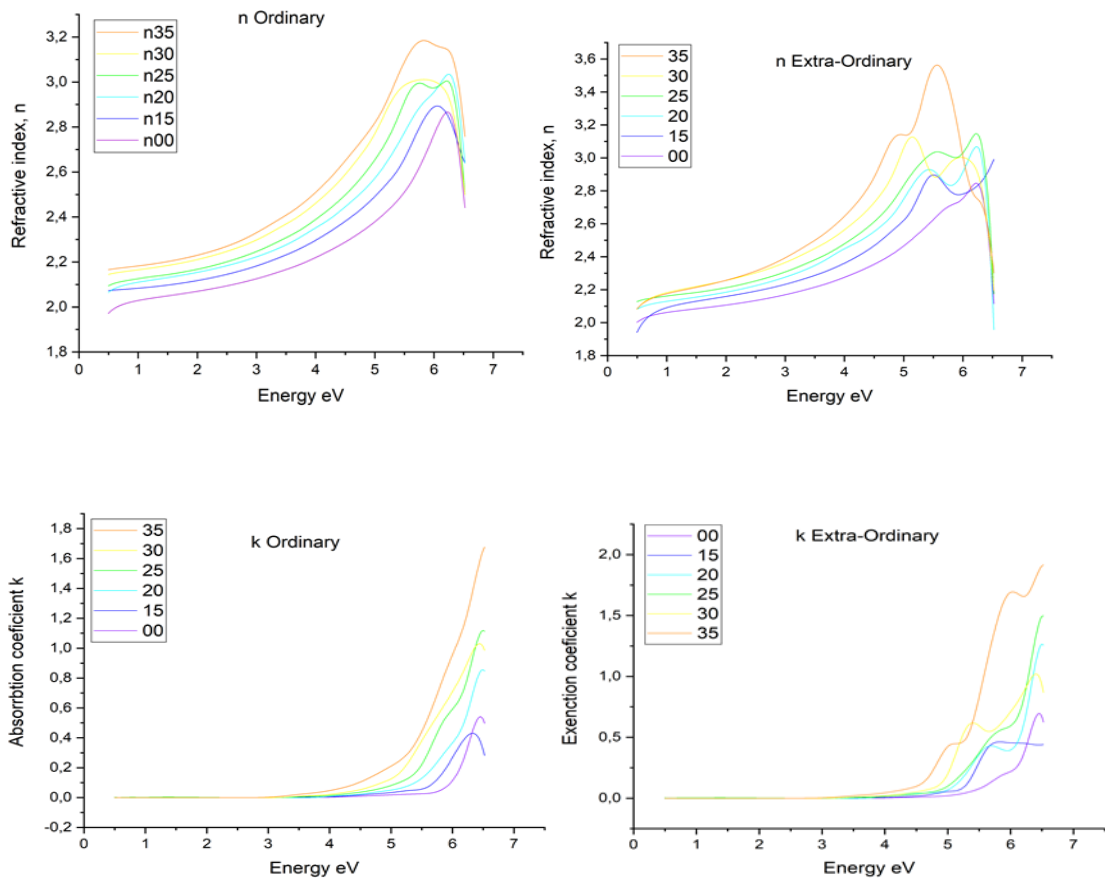 n Ordinary
n35
n30
n25
n20
n15
n00
3,2
3,0
2,8
2,6
2,4
2,2
2,0
1,8
Refractive index, n
0 1 2 3 4 5 6 7
Energy eV
n Extra-Ordinary
35
30
25
20
15
00
3,6
3,4
3,2
3,0
2,8
2,6
2,4
2,2
2,0
1,8
Refractive index, n
0 1 2 3 4 5 6 7
Energy eV
k Ordinary
35
30
25
20
15
00
1,8
1,6
1,4
1,2
1,0
0,8
0,6
0,4
0,2
0,0
-0,2
Absorrbtion coeficient k
0 1 2 3 4 5 6 7
Energy eV
k Extra-Ordinary
00
15
20
25
30
35
2,0
1,5
1,0
0,5
0,0
Exenction coeficient k
0 1 2 3 4 5 6 7
Energy eV